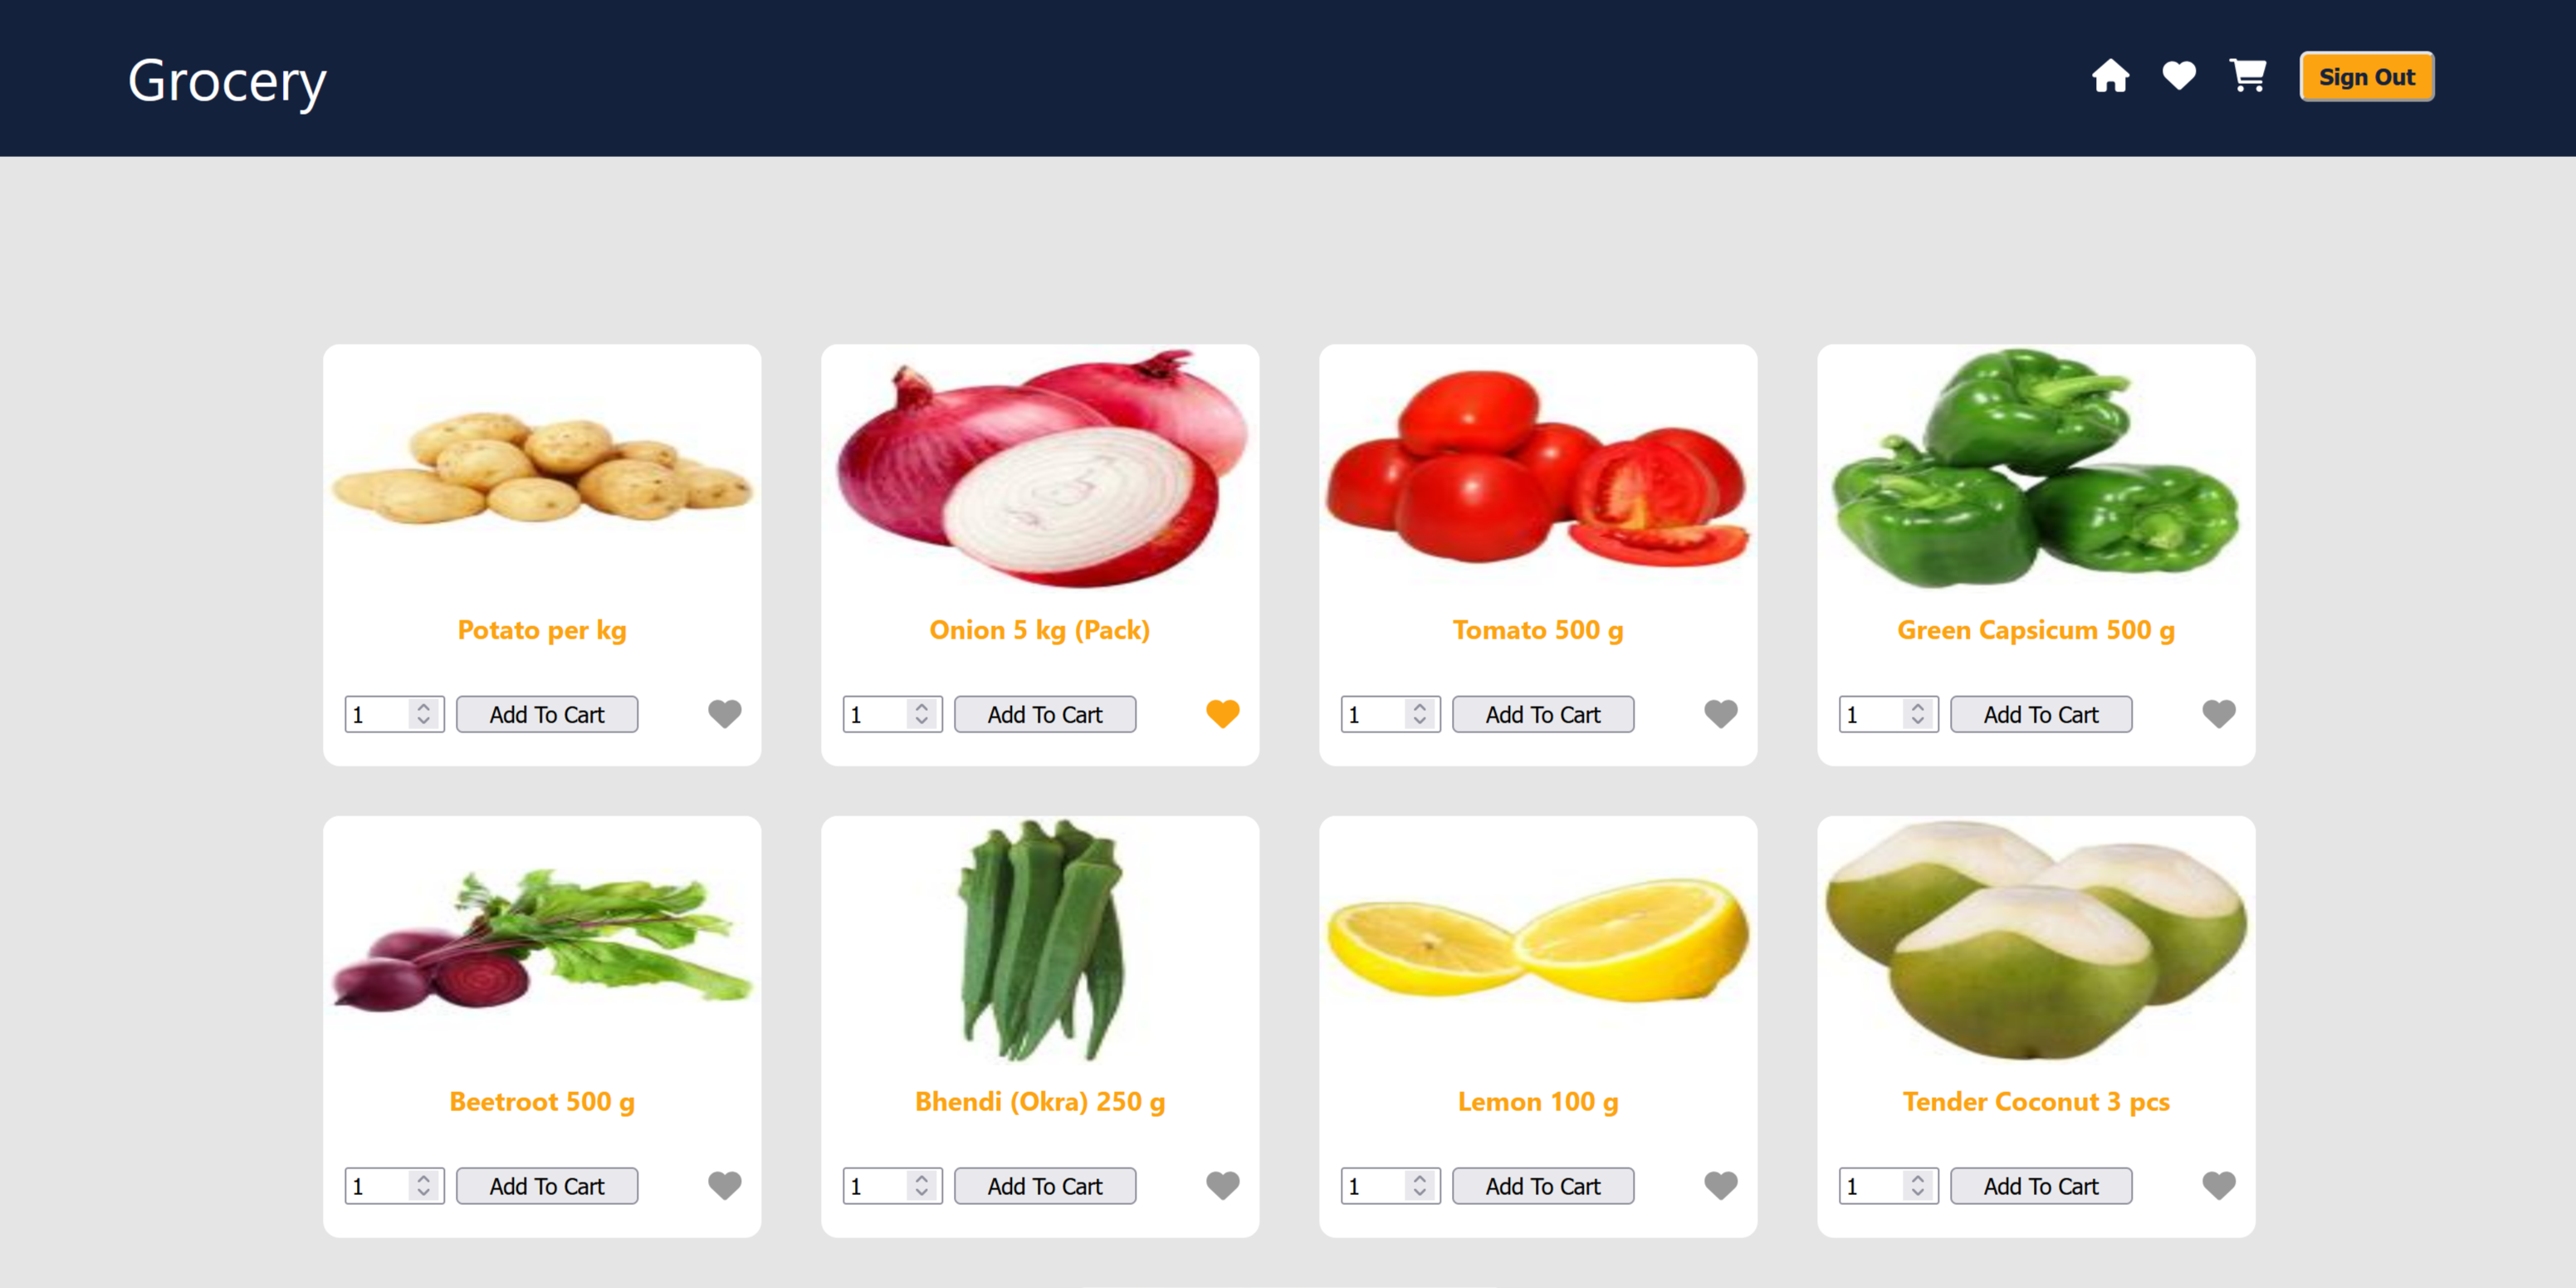 Grocery
Sign Out
Potato per kg
Onion 5 kg (Pack)
Tomato 500 g
Green Capsicum 500 g
1 Add To Cart
1 Add To Cart
1 Add To Cart
1 Add To Cart
Beetroot 500 g
Bhendi (Okra) 250 g
Lemon 100 g
Tender Coconut 3 pcs
1 Add To Cart
1 Add To Cart
1 Add To Cart
1 Add To Cart